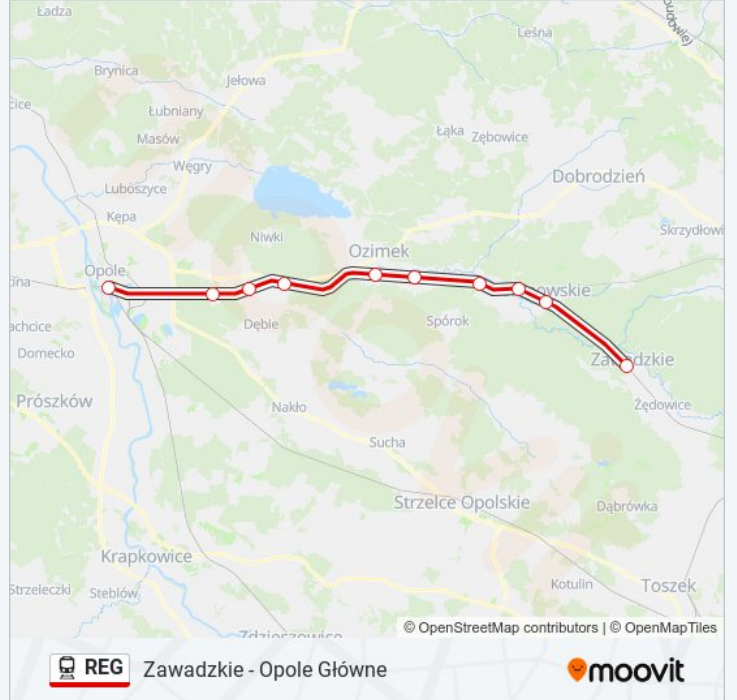 Ładza
Leśna
Brynica
Jełowa
Łubniany
Łąka
Zębowice
Masów
Węgry
Dobrodzień
Luboszyce
Kępa
Skrzydłowi
Niwki
Ozimek
Opole
owskie
Spórok
Dębie
Domecko
Zawadzkie
Prószków
Żędowice
Nakło
Sucha
Strzelce Opolskie
Dąbrówka
Krapkowice
Strzeleczki
Steblów
Kotulin
Toszek
© OpenStreetMap contributors | © OpenMapTiles
Zdzieszowice
REG
Zawadzkie - Opole Główne
moovit